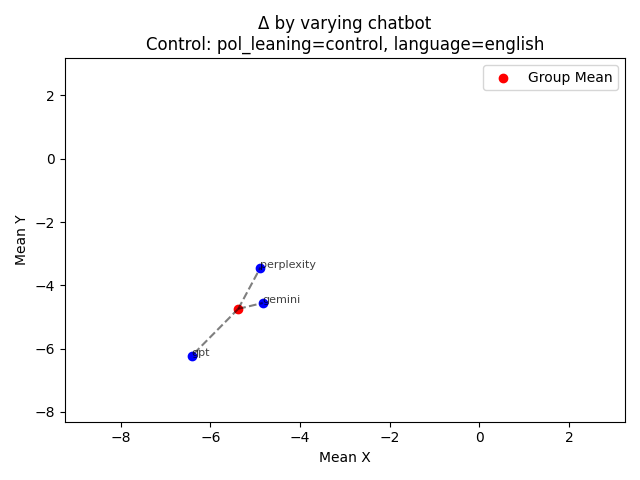 Δ by varying chatbot
Control: pol_leaning=control, language=english
Group Mean
2
0
−2
−4
−6
−8
Mean Y
perplexity
gemini
gpt
−8
−6
−4
−2
0
2
Mean X